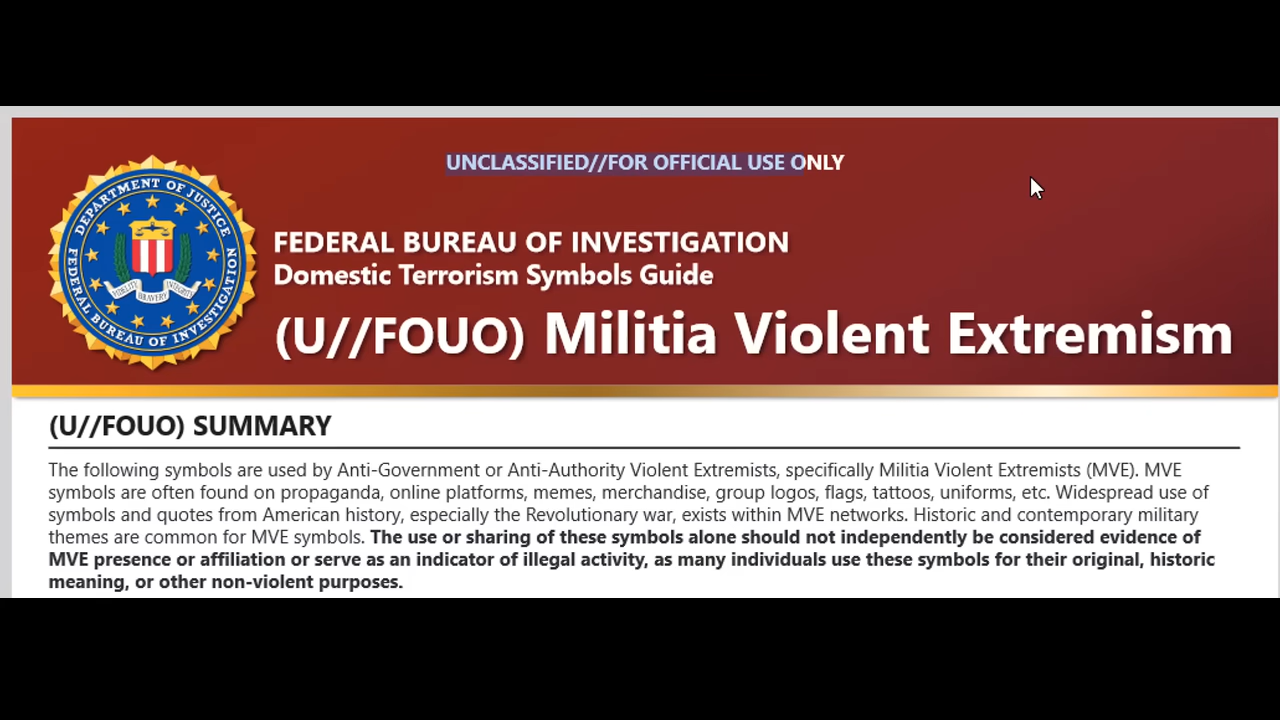 UNCLASSIFIED//FOR OFFICIAL USE ONLY
DEPARTMENT OF JUSTICE
FEDERAL BUREAU OF INVESTIGATION
FIDELITY BRAVERY INTEGRITY
FEDERAL BUREAU OF INVESTIGATION
Domestic Terrorism Symbols Guide
(U//FOUO) Militia Violent Extremism
(U//FOUO) SUMMARY
The following symbols are used by Anti-Government or Anti-Authority Violent Extremists, specifically Militia Violent Extremists (MVE). MVE
symbols are often found on propaganda, online platforms, memes, merchandise, group logos, flags, tattoos, uniforms, etc. Widespread use of
symbols and quotes from American history, especially the Revolutionary war, exists within MVE networks. Historic and contemporary military
themes are common for MVE symbols. The use or sharing of these symbols alone should not independently be considered evidence of
MVE presence or affiliation or serve as an indicator of illegal activity, as many individuals use these symbols for their original, historic
meaning, or other non-violent purposes.